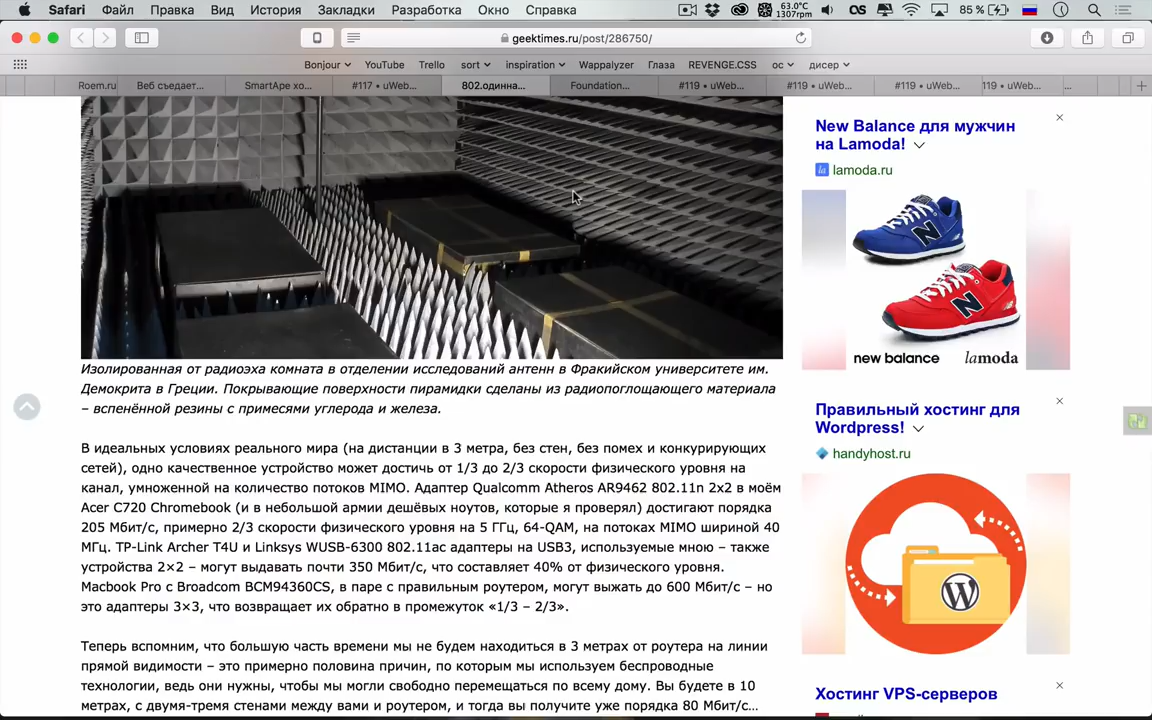 Safari Файл Правка Вид История Закладки Разработка Окно Справка 63.0°C 1307rpm 85 %
geektimes.ru/post/286750/
Bonjour YouTube Trello sort inspiration Wappalyzer Глаза REVENGE.CSS ос дисер
Roem.ru Веб съедает... SmartApe хо... #117 • uWeb... 802.одинна... Foundation... #119 • uWeb... #119 • uWeb... #119 • uWeb... 119 • uWeb... ...
New Balance для мужчин
на Lamoda!
lamoda.ru
new balance lamoda
Изолированная от радиоэха комната в отделении исследований антенн в Фракийском университете им.
Демокрита в Греции. Покрывающие поверхности пирамидки сделаны из радиопоглощающего материала
– вспенённой резины с примесями углерода и железа.
В идеальных условиях реального мира (на дистанции в 3 метра, без стен, без помех и конкурирующих
сетей), одно качественное устройство может достичь от 1/3 до 2/3 скорости физического уровня на
канал, умноженной на количество потоков MIMO. Адаптер Qualcomm Atheros AR9462 802.11n 2x2 в моём
Acer C720 Chromebook (и в небольшой армии дешёвых ноутов, которые я проверял) достигают порядка
205 Мбит/с, примерно 2/3 скорости физического уровня на 5 ГГц, 64-QAM, на потоках MIMO шириной 40
МГц. TP-Link Archer T4U и Linksys WUSB-6300 802.11ac адаптеры на USB3, используемые мною – также
устройства 2×2 – могут выдавать почти 350 Мбит/с, что составляет 40% от физического уровня.
Macbook Pro с Broadcom BCM94360CS, в паре с правильным роутером, могут выжать до 600 Мбит/с – но
это адаптеры 3×3, что возвращает их обратно в промежуток «1/3 – 2/3».
Теперь вспомним, что большую часть времени мы не будем находиться в 3 метрах от роутера на линии
прямой видимости – это примерно половина причин, по которым мы используем беспроводные
технологии, ведь они нужны, чтобы мы могли свободно перемещаться по всему дому. Вы будете в 10
метрах, с двумя-тремя стенами между вами и роутером, и тогда вы получите уже порядка 80 Мбит/с...
Правильный хостинг для
Wordpress!
handyhost.ru
Хостинг VPS-серверов